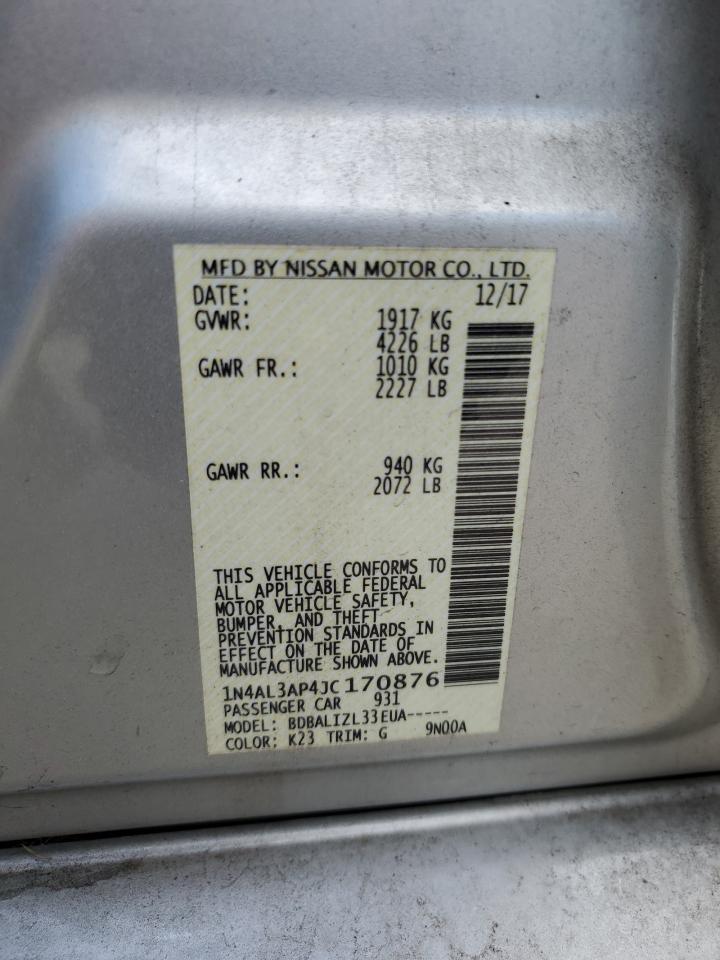 MFD BY NISSAN MOTOR CO., LTD.
DATE: 12/17
GVWR: 1917 KG
4226 LB
GAWR FR.: 1010 KG
2227 LB
GAWR RR.: 940 KG
2072 LB
THIS VEHICLE CONFORMS TO
ALL APPLICABLE FEDERAL
MOTOR VEHICLE SAFETY,
BUMPER, AND THEFT
PREVENTION STANDARDS IN
EFFECT ON THE DATE OF
MANUFACTURE SHOWN ABOVE.
1N4AL3AP4JC170876
PASSENGER CAR 931
MODEL: BDBALIZL33EUA-----
COLOR: K23 TRIM: G 9N00A